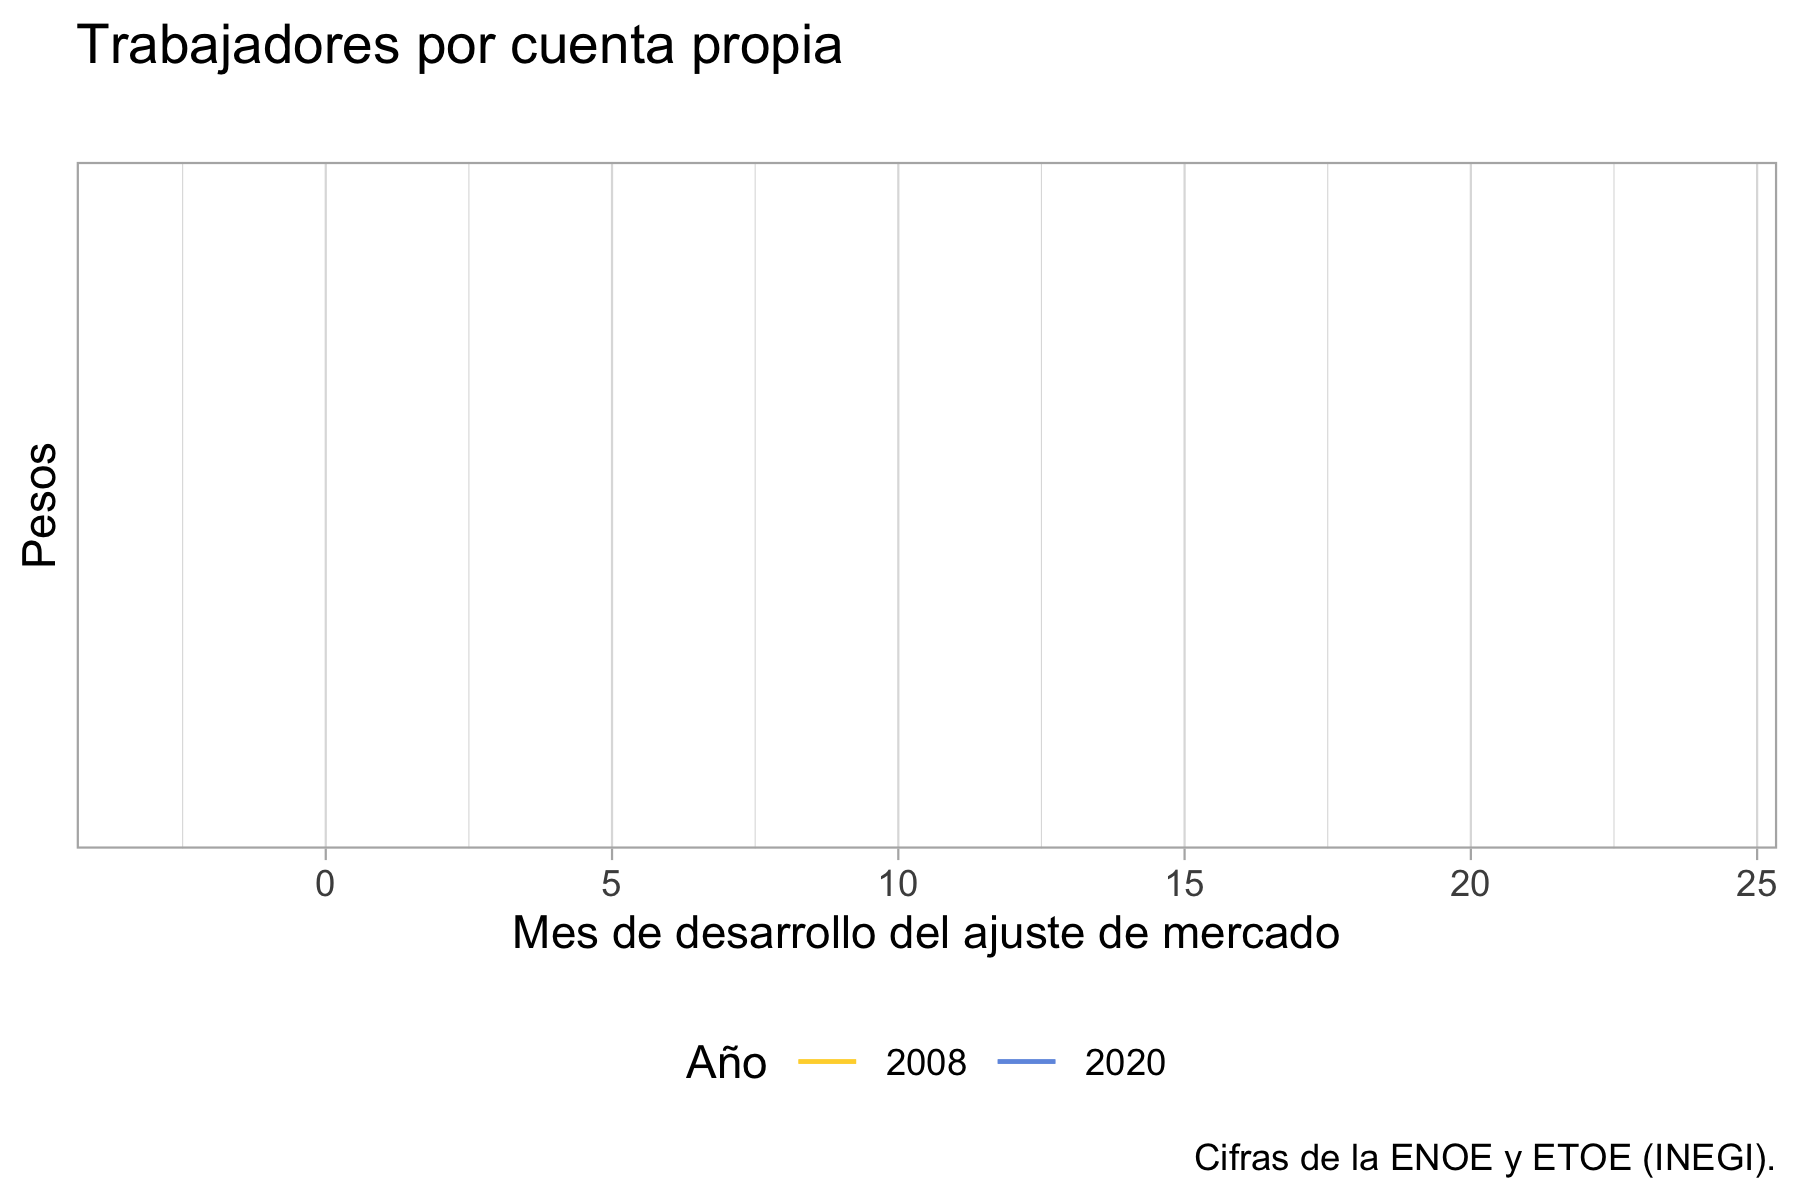 Trabajadores por cuenta propia
Pesos
0 5 10 15 20 25
Mes de desarrollo del ajuste de mercado
Año 2008 2020
Cifras de la ENOE y ETOE (INEGI).